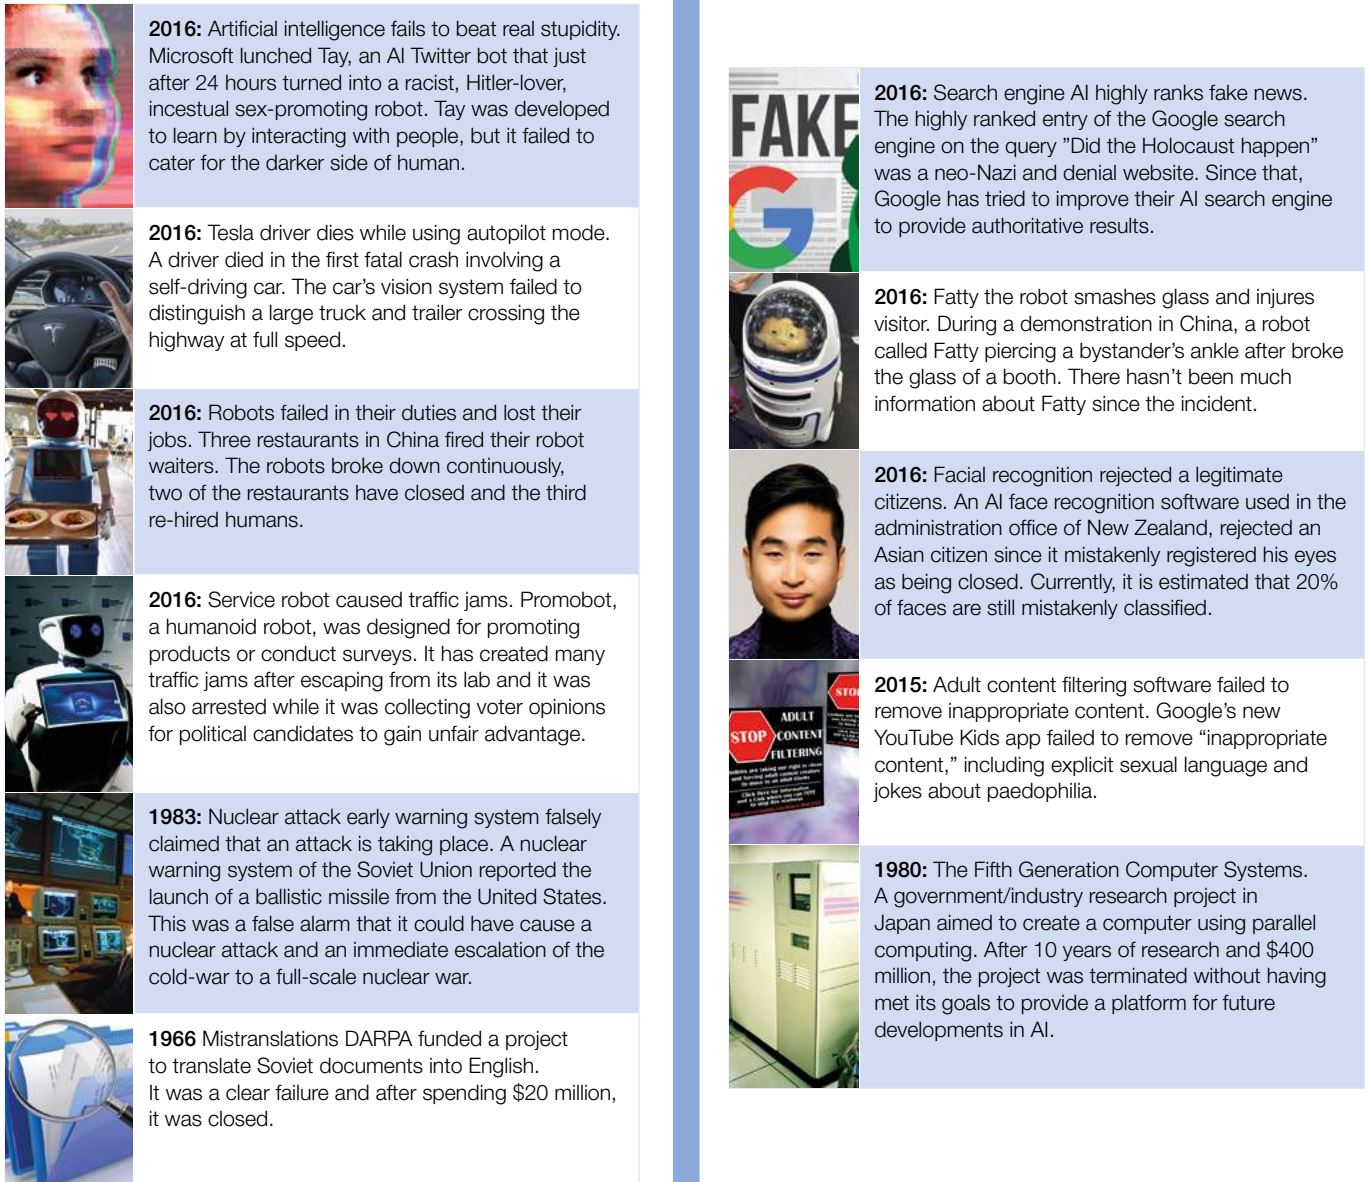 2016: Artificial intelligence fails to beat real stupidity.
Microsoft lunched Tay, an AI Twitter bot that just
after 24 hours turned into a racist, Hitler-lover,
incestual sex-promoting robot. Tay was developed
to learn by interacting with people, but it failed to
cater for the darker side of human.
2016: Tesla driver dies while using autopilot mode.
A driver died in the first fatal crash involving a
self-driving car. The car's vision system failed to
distinguish a large truck and trailer crossing the
highway at full speed.
2016: Robots failed in their duties and lost their
jobs. Three restaurants in China fired their robot
waiters. The robots broke down continuously,
two of the restaurants have closed and the third
re-hired humans.
2016: Service robot caused traffic jams. Promobot,
a humanoid robot, was designed for promoting
products or conduct surveys. It has created many
traffic jams after escaping from its lab and it was
also arrested while it was collecting voter opinions
for political candidates to gain unfair advantage.
1983: Nuclear attack early warning system falsely
claimed that an attack is taking place. A nuclear
warning system of the Soviet Union reported the
launch of a ballistic missile from the United States.
This was a false alarm that it could have cause a
nuclear attack and an immediate escalation of the
cold-war to a full-scale nuclear war.
1966 Mistranslations DARPA funded a project
to translate Soviet documents into English.
It was a clear failure and after spending $20 million,
it was closed.
FAKE
G
2016: Search engine AI highly ranks fake news.
The highly ranked entry of the Google search
engine on the query ”Did the Holocaust happen”
was a neo-Nazi and denial website. Since that,
Google has tried to improve their AI search engine
to provide authoritative results.
2016: Fatty the robot smashes glass and injures
visitor. During a demonstration in China, a robot
called Fatty piercing a bystander's ankle after broke
the glass of a booth. There hasn't been much
information about Fatty since the incident.
2016: Facial recognition rejected a legitimate
citizens. An AI face recognition software used in the
administration office of New Zealand, rejected an
Asian citizen since it mistakenly registered his eyes
as being closed. Currently, it is estimated that 20%
of faces are still mistakenly classified.
STOP
ADULT
CONTENT
FILTERING
2015: Adult content filtering software failed to
remove inappropriate content. Google's new
YouTube Kids app failed to remove “inappropriate
content,” including explicit sexual language and
jokes about paedophilia.
1980: The Fifth Generation Computer Systems.
A government/industry research project in
Japan aimed to create a computer using parallel
computing. After 10 years of research and $400
million, the project was terminated without having
met its goals to provide a platform for future
developments in AI.